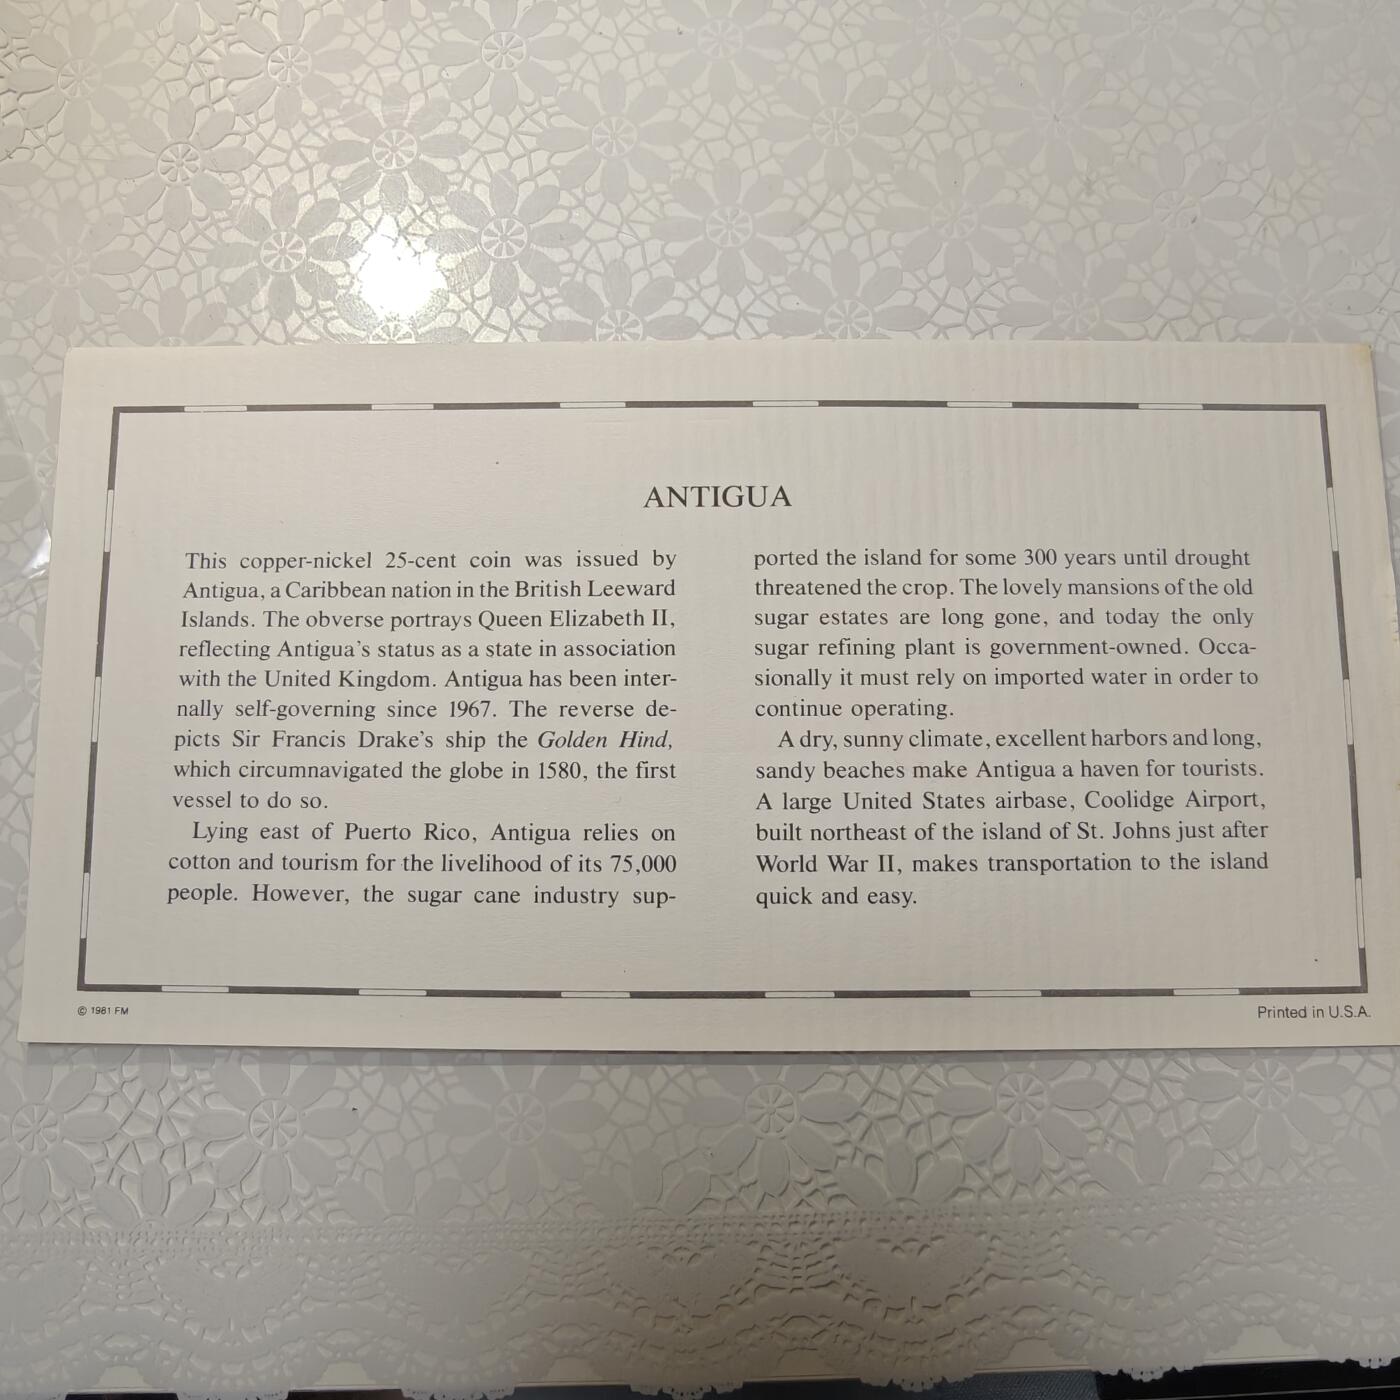 ANTIGUA
This copper-nickel 25-cent coin was issued by
Antigua, a Caribbean nation in the British Leeward
Islands. The obverse portrays Queen Elizabeth II,
reflecting Antigua's status as a state in association
with the United Kingdom. Antigua has been inter-
nally self-governing since 1967. The reverse de-
picts Sir Francis Drake's ship the Golden Hind,
which circumnavigated the globe in 1580, the first
vessel to do so.
Lying east of Puerto Rico, Antigua relies on
cotton and tourism for the livelihood of its 75,000
people. However, the sugar cane industry sup-
ported the island for some 300 years until drought
threatened the crop. The lovely mansions of the old
sugar estates are long gone, and today the only
sugar refining plant is government-owned. Occa-
sionally it must rely on imported water in order to
continue operating.
A dry, sunny climate, excellent harbors and long,
sandy beaches make Antigua a haven for tourists.
A large United States airbase, Coolidge Airport,
built northeast of the island of St. Johns just after
World War II, makes transportation to the island
quick and easy.
© 1981 FM
Printed in U.S.A.